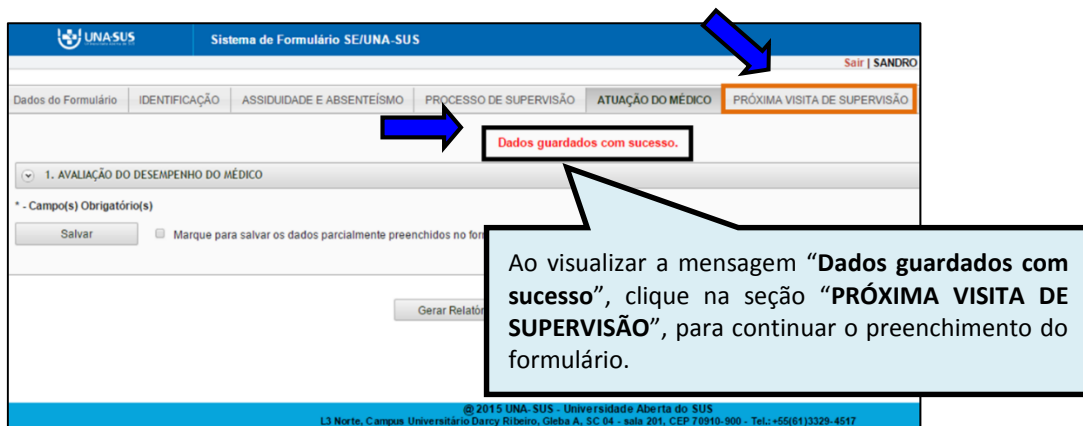 UNA-SUS Sistema de Formulário SE/UNA-SUS
Sair | SANDRO
Dados do Formulário IDENTIFICAÇÃO ASSIDUIDADE E ABSENTEÍSMO PROCESSO DE SUPERVISÃO ATUAÇÃO DO MÉDICO PRÓXIMA VISITA DE SUPERVISÃO
Dados guardados com sucesso.
1. AVALIAÇÃO DO DESEMPENHO DO MÉDICO
* - Campo(s) Obrigatório(s)
Salvar Marque para salvar os dados parcialmente preenchidos no for
Gerar Relatór
Ao visualizar a mensagem “Dados guardados com
sucesso”, clique na seção “PRÓXIMA VISITA DE
SUPERVISÃO”, para continuar o preenchimento do
formulário.
@ 2015 UNA-SUS - Universidade Aberta do SUS
L3 Norte, Campus Universitário Darcy Ribeiro, Gleba A, SC 04 - sala 201, CEP 70910-900 - Tel.: +55(61)3329-4517